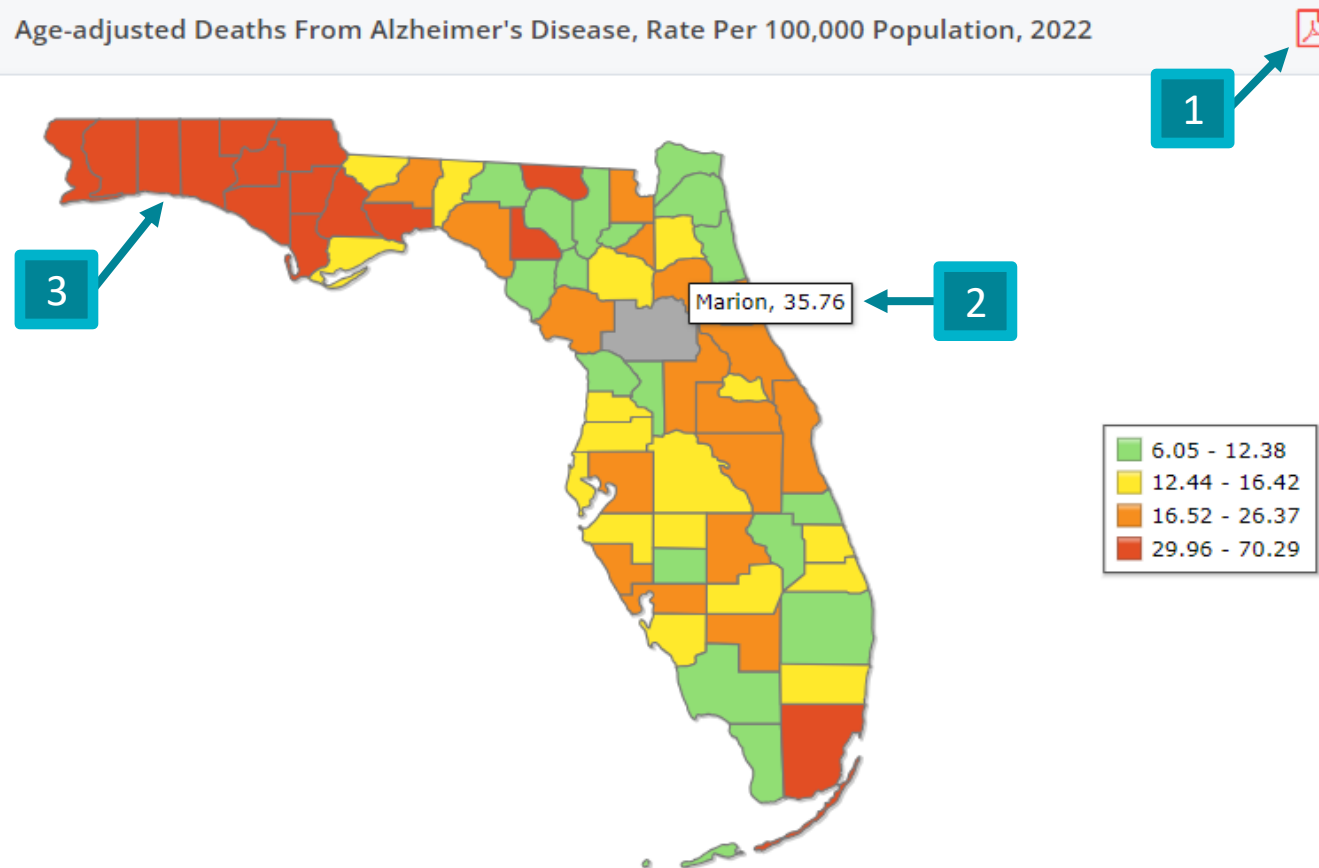 Age-adjusted Deaths From Alzheimer's Disease, Rate Per 100,000 Population, 2022
1
3
Marion, 35.76
2
6.05 - 12.38
12.44 - 16.42
16.52 - 26.37
29.96 - 70.29